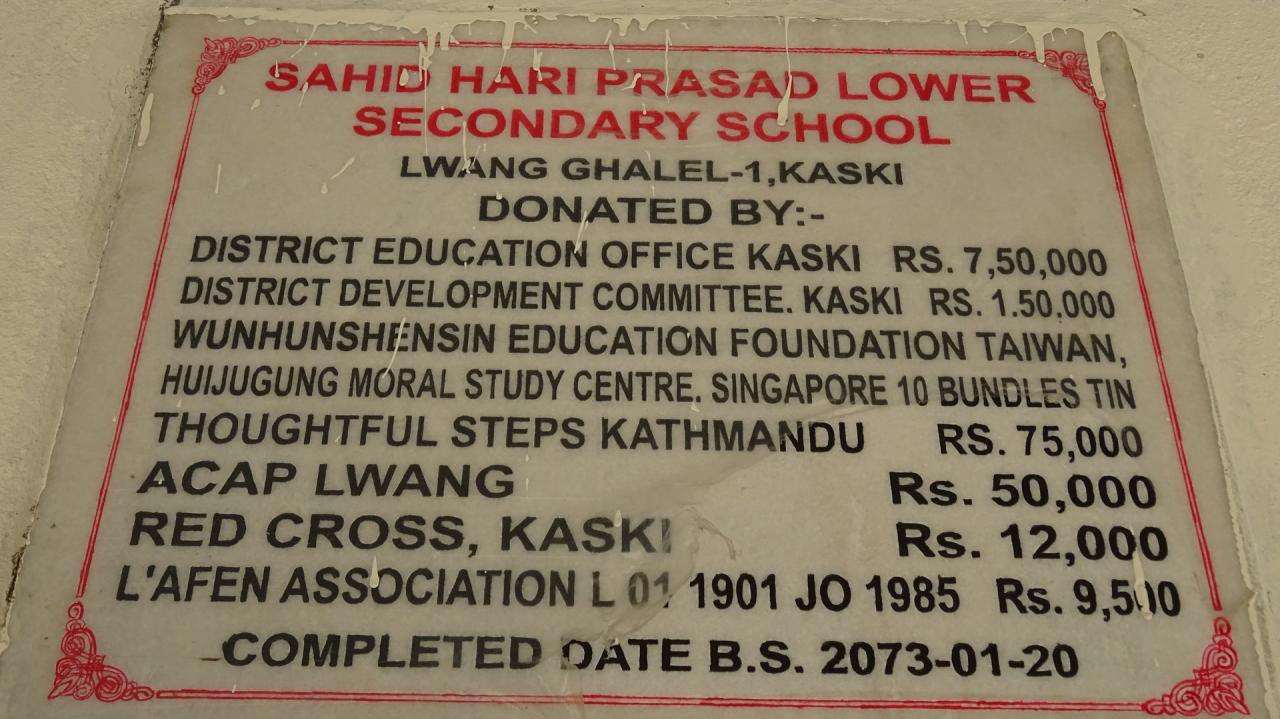 SAHID HARI PRASAD LOWER
SECONDARY SCHOOL
LWANG GHALEL-1,KASKI
DONATED BY:-
DISTRICT EDUCATION OFFICE KASKI RS. 7,50,000
DISTRICT DEVELOPMENT COMMITTEE. KASKI RS. 1.50,000
WUNHUNSHENSIN EDUCATION FOUNDATION TAIWAN,
HUIJUGUNG MORAL STUDY CENTRE. SINGAPORE 10 BUNDLES TIN
THOUGHTFUL STEPS KATHMANDU RS. 75,000
ACAP LWANG Rs. 50,000
RED CROSS, KASKI Rs. 12,000
L'AFEN ASSOCIATION L 01 1901 JO 1985 Rs. 9,500
COMPLETED DATE B.S. 2073-01-20